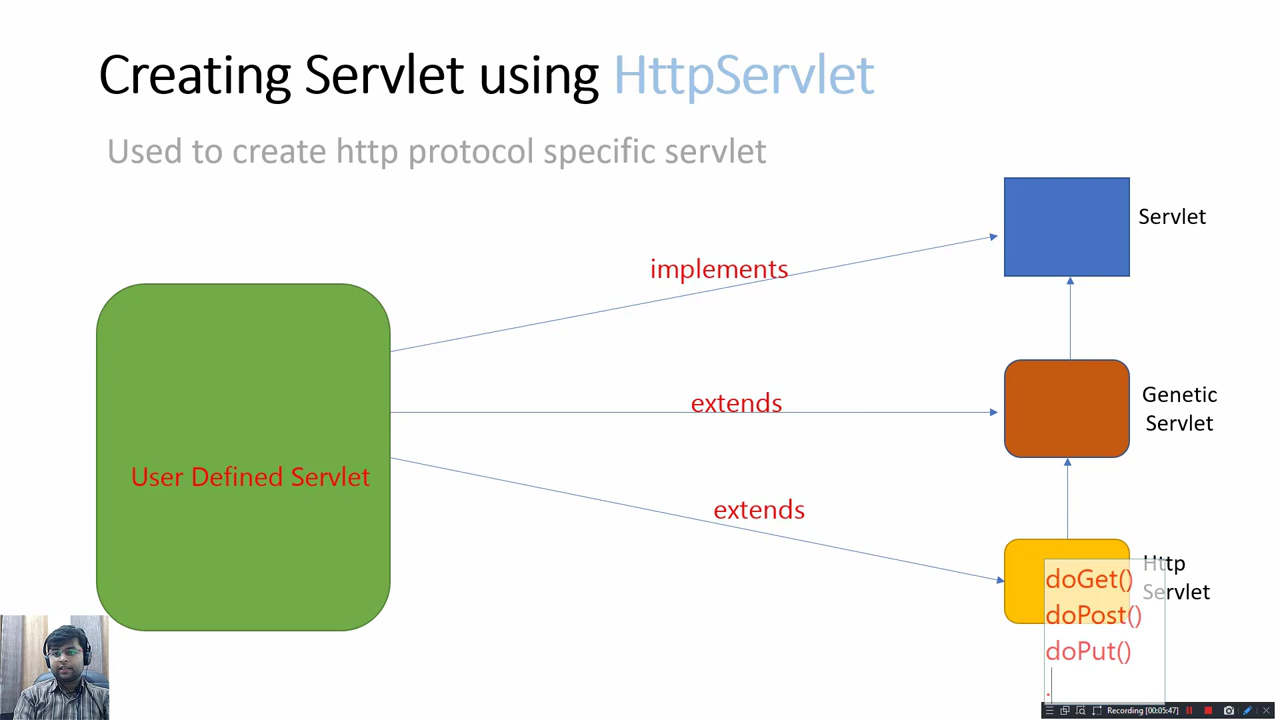 Creating Servlet using HttpServlet
Used to create http protocol specific servlet
Servlet
implements
Genetic
Servlet
extends
User Defined Servlet
extends
Http
Servlet
doGet()
doPost()
doPut()
.
Recording [00:05:47]